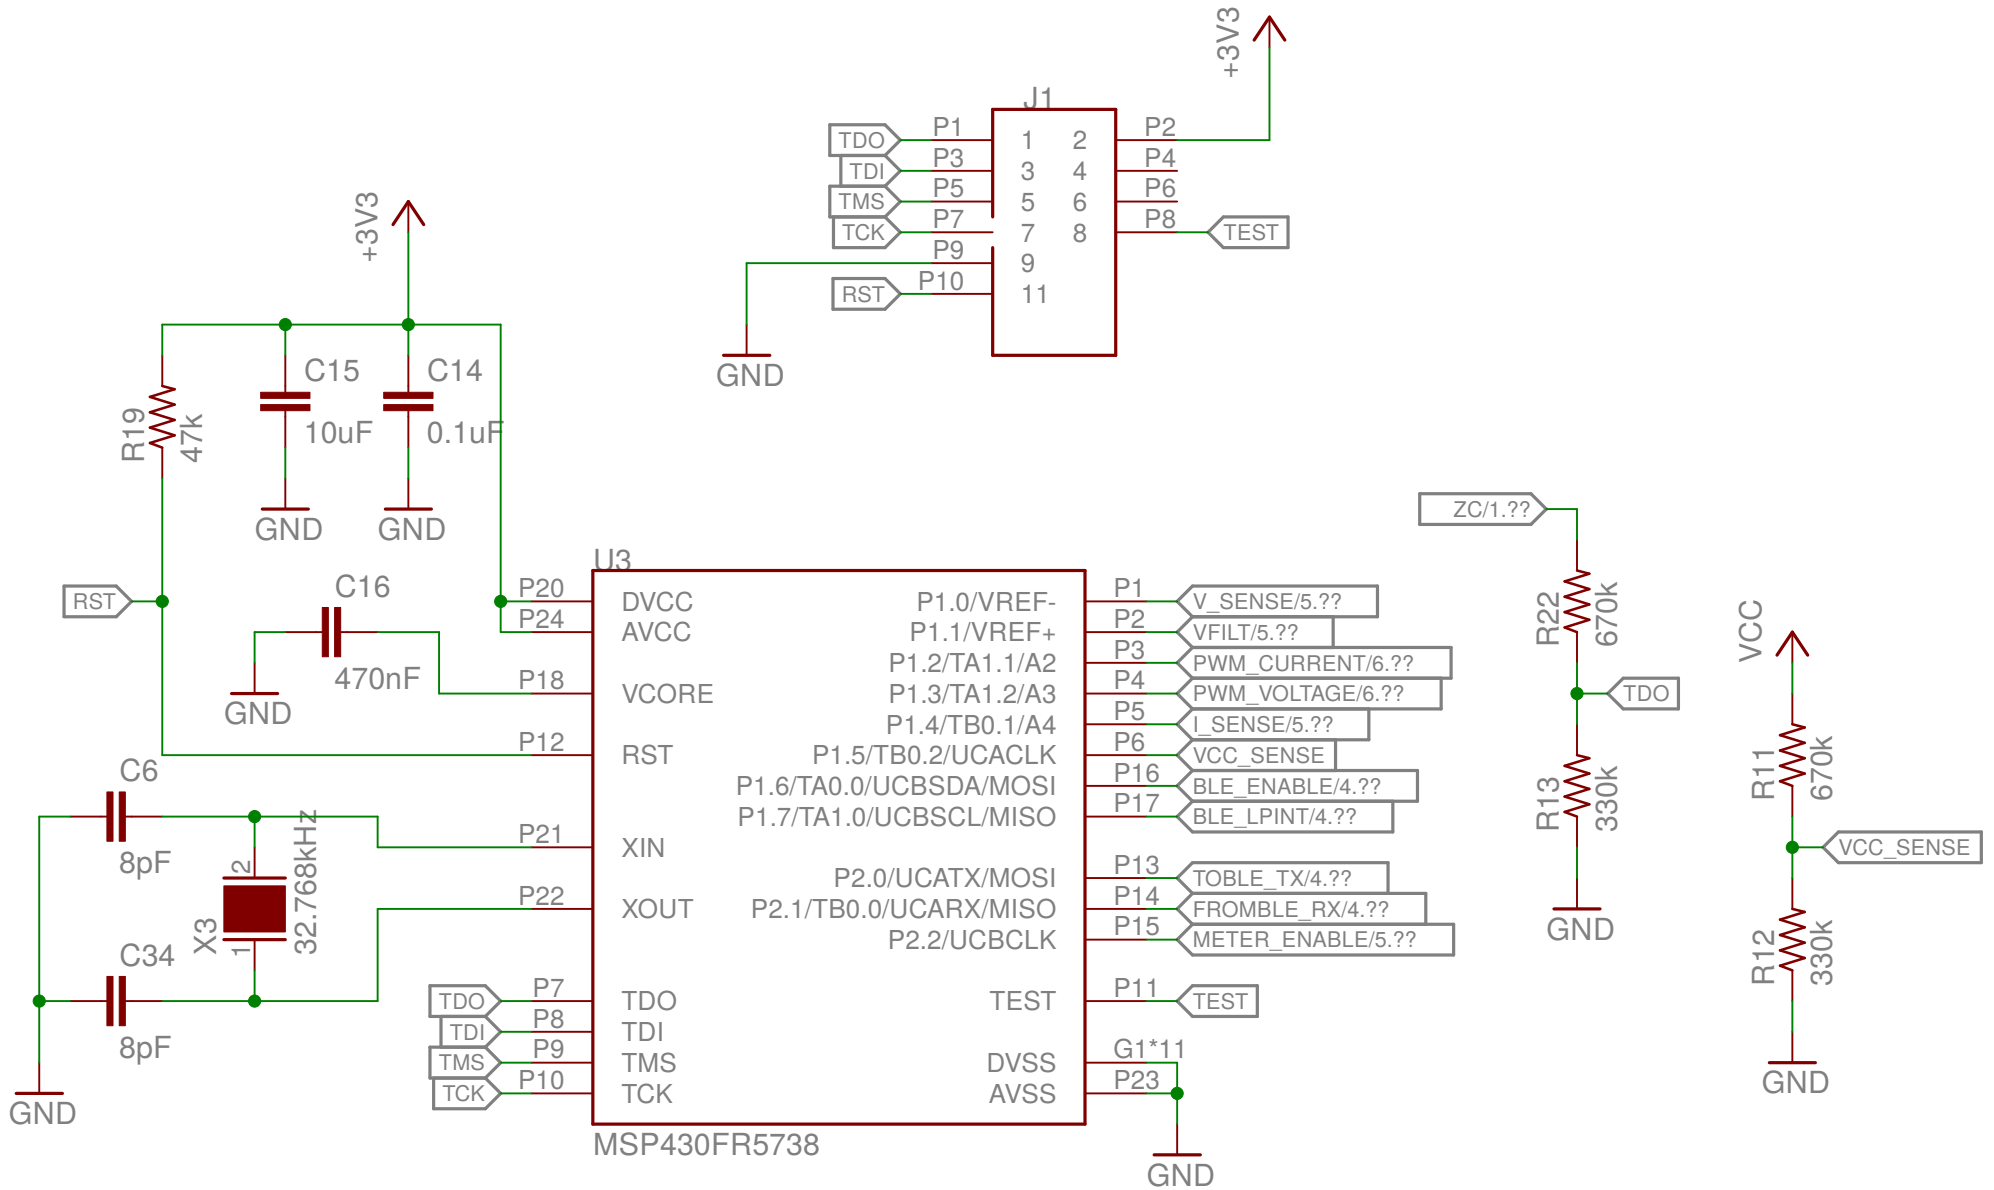 +3V3
J1
TDO P1 1 2 P2
TDI P3 3 4 P4
TMS P5 5 6 P6
TCK P7 7 8 P8 TEST
P9 9
RST P10 11
GND
+3V3
R19
47k
C15
10uF
C14
0.1uF
GND
GND
RST
C16
470nF
GND
C6
8pF
C34
8pF
X3
2
1
32.768kHz
GND
U3
P20 DVCC
P24 AVCC
P18 VCORE
P12 RST
P21 XIN
P22 XOUT
TDO P7 TDO
TDI P8 TDI
TMS P9 TMS
TCK P10 TCK
P1.0/VREF- P1 V_SENSE/5.??
P1.1/VREF+ P2 VFILT/5.??
P1.2/TA1.1/A2 P3 PWM_CURRENT/6.??
P1.3/TA1.2/A3 P4 PWM_VOLTAGE/6.??
P1.4/TB0.1/A4 P5 I_SENSE/5.??
P1.5/TB0.2/UCACLK P6 VCC_SENSE
P1.6/TA0.0/UCBSDA/MOSI P16 BLE_ENABLE/4.??
P1.7/TA1.0/UCBSCL/MISO P17 BLE_LPINT/4.??
P2.0/UCATX/MOSI P13 TOBLE_TX/4.??
P2.1/TB0.0/UCARX/MISO P14 FROMBLE_RX/4.??
P2.2/UCBCLK P15 METER_ENABLE/5.??
TEST P11 TEST
DVSS G1*11
AVSS P23
MSP430FR5738
GND
ZC/1.??
R22
670k
TDO
R13
330k
GND
VCC
R11
670k
VCC_SENSE
R12
330k
GND